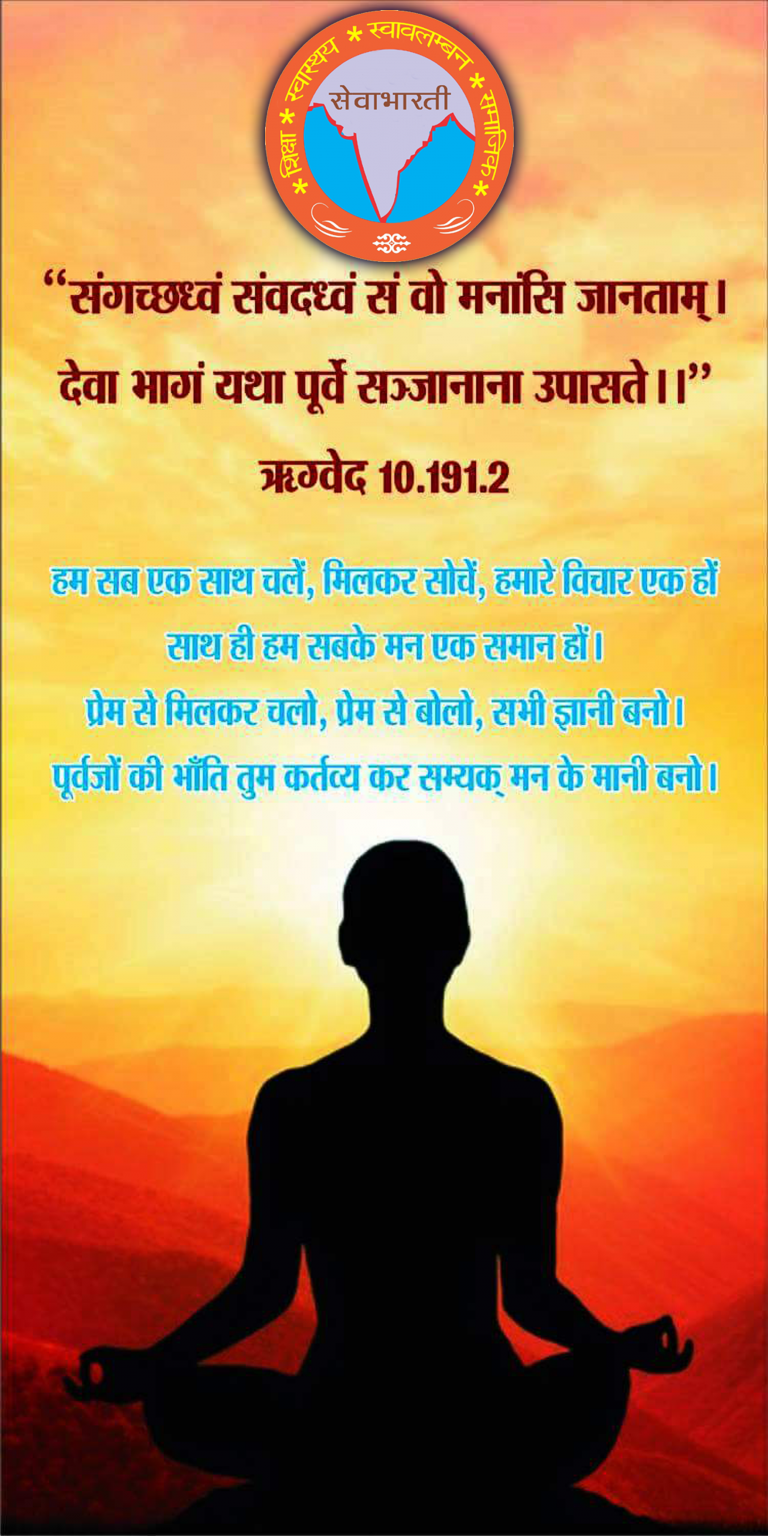 शिक्षा * स्वास्थय * स्वावलम्बन * समाजिक *
सेवाभारती
“संगच्छध्वं संवदध्वं सं वो मनांसि जानताम्।
देवा भागं यथा पूर्वे सञ्जानाना उपासते।।”
ऋग्वेद 10.191.2
हम सब एक साथ चलें, मिलकर सोचें, हमारे विचार एक हों
साथ ही हम सबके मन एक समान हों।
प्रेम से मिलकर चलो, प्रेम से बोलो, सभी ज्ञानी बनो।
पूर्वजों की भाँति तुम कर्तव्य कर सम्यक् मन के मानी बनो।